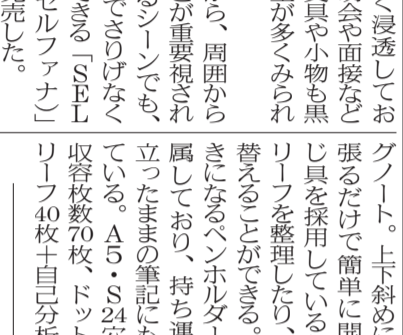 く浸透してお
会や面接など
具や小物も黒
が多くみられ
ら、周囲から
が重要視され
るシーンでも、
でさりげなく
きる「SEL
セルファナ)」
売した。
グノート。上下斜めに
張るだけで簡単に開
じ具を採用している
リーフを整理したり、
替えることができる。
きになるペンホルダー
属しており、持ち運
立ったままの筆記にも
ている。A5・S24穴
収容枚数70枚、ドット
リーフ40枚＋自己分析